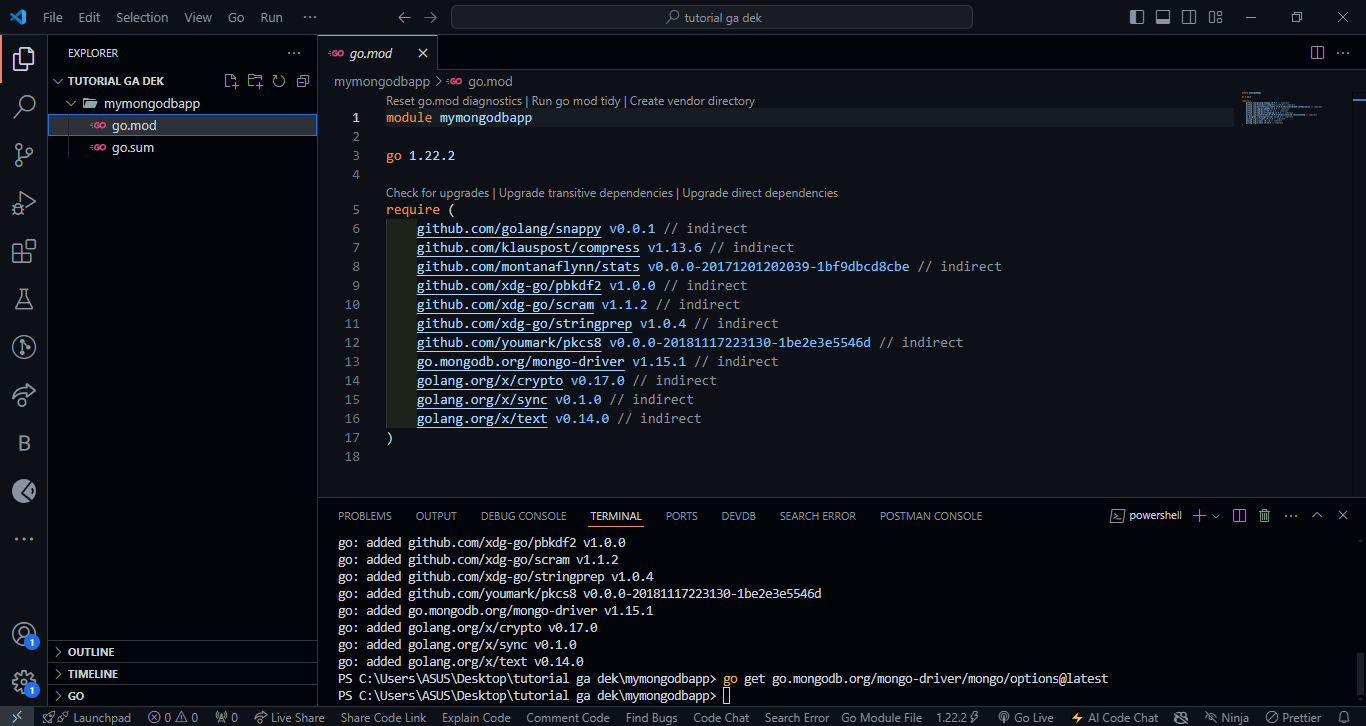 File Edit Selection View Go Run ··· tutorial ga dek
EXPLORER ···
go.mod
TUTORIAL GA DEK
mymongodbapp
go.mod
go.sum
OUTLINE
TIMELINE
GO
mymongodbapp > go.mod
Reset go.mod diagnostics | Run go mod tidy | Create vendor directory
1 module mymongodbapp
2
3 go 1.22.2
4
Check for upgrades | Upgrade transitive dependencies | Upgrade direct dependencies
5 require (
6 github.com/golang/snappy v0.0.1 // indirect
7 github.com/klauspost/compress v1.13.6 // indirect
8 github.com/montanaflynn/stats v0.0.0-20171201202039-1bf9dbcd8cbe // indirect
9 github.com/xdg-go/pbkdf2 v1.0.0 // indirect
10 github.com/xdg-go/scram v1.1.2 // indirect
11 github.com/xdg-go/stringprep v1.0.4 // indirect
12 github.com/youmark/pkcs8 v0.0.0-20181117223130-1be2e3e5546d // indirect
13 go.mongodb.org/mongo-driver v1.15.1 // indirect
14 golang.org/x/crypto v0.17.0 // indirect
15 golang.org/x/sync v0.1.0 // indirect
16 golang.org/x/text v0.14.0 // indirect
17 )
18
PROBLEMS OUTPUT DEBUG CONSOLE TERMINAL PORTS DEVDB SEARCH ERROR POSTMAN CONSOLE powershell
go: added github.com/xdg-go/pbkdf2 v1.0.0
go: added github.com/xdg-go/scram v1.1.2
go: added github.com/xdg-go/stringprep v1.0.4
go: added github.com/youmark/pkcs8 v0.0.0-20181117223130-1be2e3e5546d
go: added go.mongodb.org/mongo-driver v1.15.1
go: added golang.org/x/crypto v0.17.0
go: added golang.org/x/sync v0.1.0
go: added golang.org/x/text v0.14.0
PS C:\Users\ASUS\Desktop\tutorial ga dek\mymongodbapp> go get go.mongodb.org/mongo-driver/mongo/options@latest
PS C:\Users\ASUS\Desktop\tutorial ga dek\mymongodbapp>
B
1
1
Launchpad 0 0 0 Live Share Share Code Link Explain Code Comment Code Find Bugs Code Chat Search Error Go Module File 1.22.2 Go Live AI Code Chat Ninja Prettier